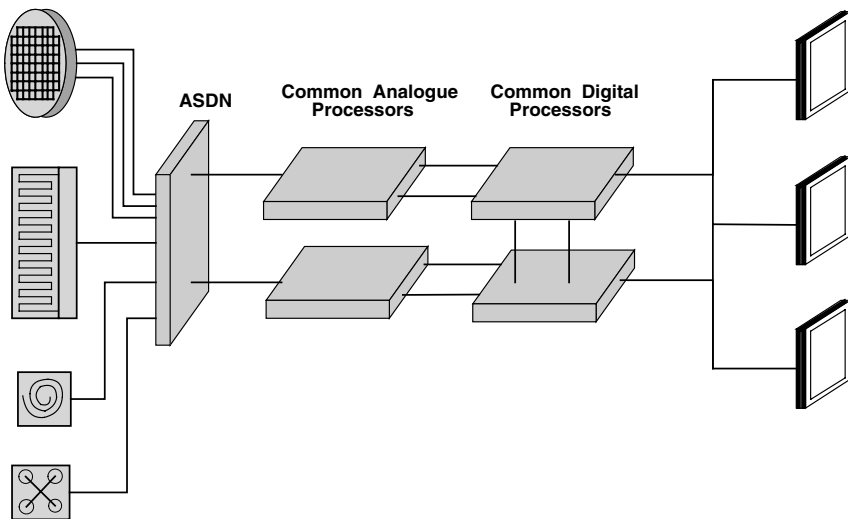 ASDN
Common Analogue
Processors
Common Digital
Processors